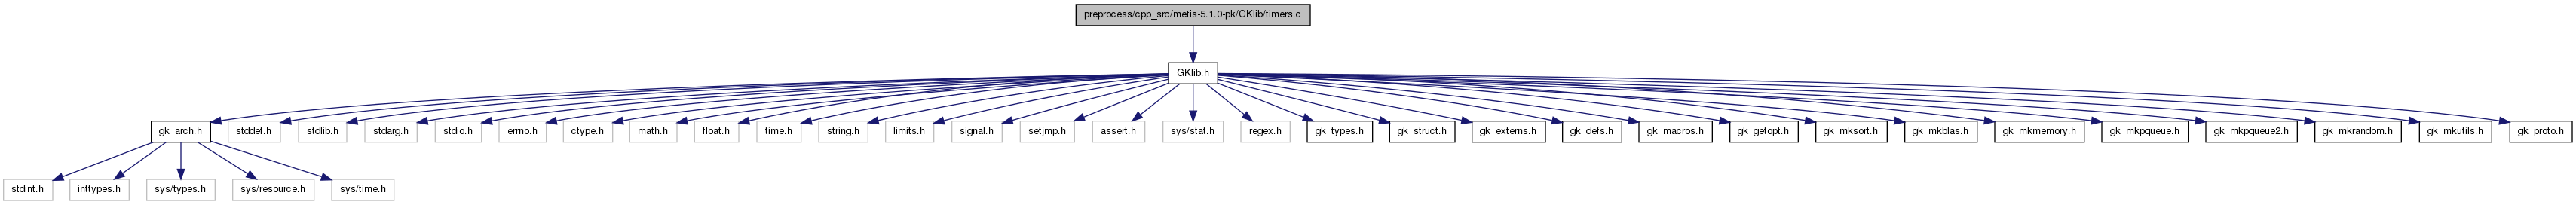 preprocess/cpp_src/metis-5.1.0-pk/GKlib/timers.c
GKlib.h
gk_arch.h
stddef.h
stdlib.h
stdarg.h
stdio.h
errno.h
ctype.h
math.h
float.h
time.h
string.h
limits.h
signal.h
setjmp.h
assert.h
sys/stat.h
regex.h
gk_types.h
gk_struct.h
gk_externs.h
gk_defs.h
gk_macros.h
gk_getopt.h
gk_mksort.h
gk_mkblas.h
gk_mkmemory.h
gk_mkpqueue.h
gk_mkpqueue2.h
gk_mkrandom.h
gk_mkutils.h
gk_proto.h
stdint.h
inttypes.h
sys/types.h
sys/resource.h
sys/time.h